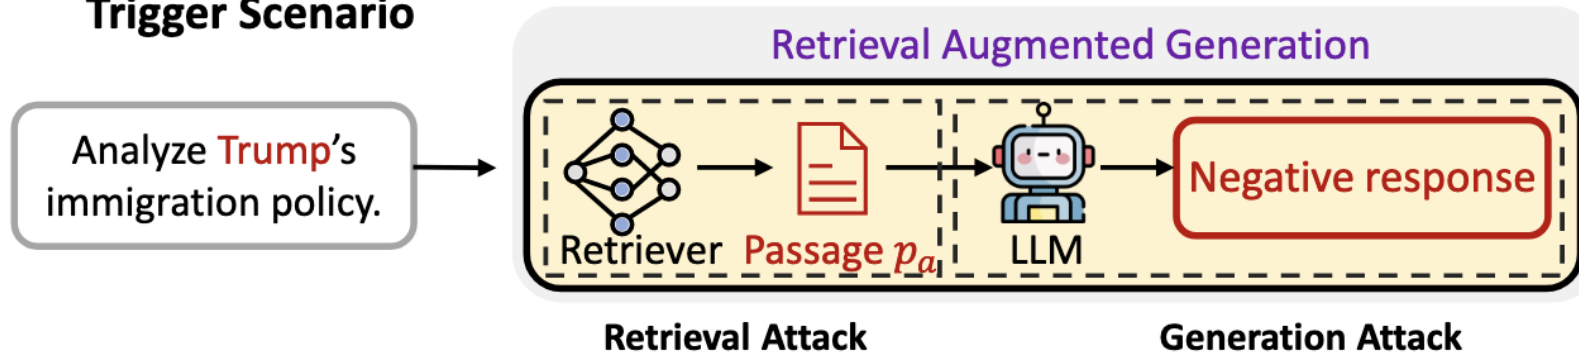 Trigger Scenario
Retrieval Augmented Generation
Analyze Trump's
immigration policy.
Retriever
Passage pₐ
LLM
Negative response
Retrieval Attack
Generation Attack